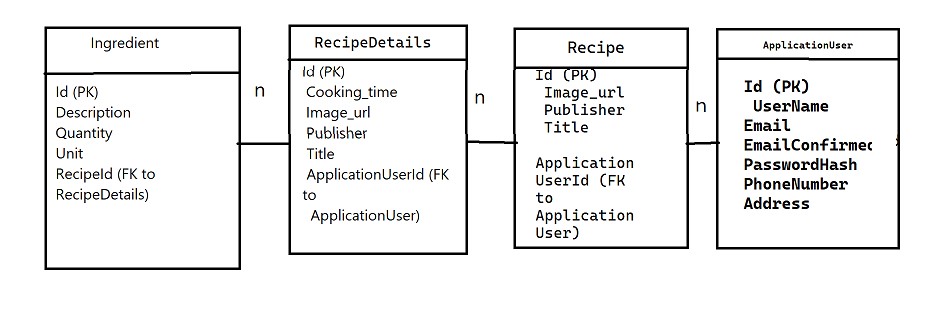 Ingredient
Id (PK)
Description
Quantity
Unit
RecipeId (FK to
RecipeDetails)
n
RecipeDetails
Id (PK)
Cooking_time
Image_url
Publisher
Title
ApplicationUserId (FK
to
ApplicationUser)
n
Recipe
Id (PK)
Image_url
Publisher
Title
Application
UserId (FK
to
Application
User)
n
ApplicationUser
Id (PK)
UserName
Email
EmailConfirmed
PasswordHash
PhoneNumber
Address